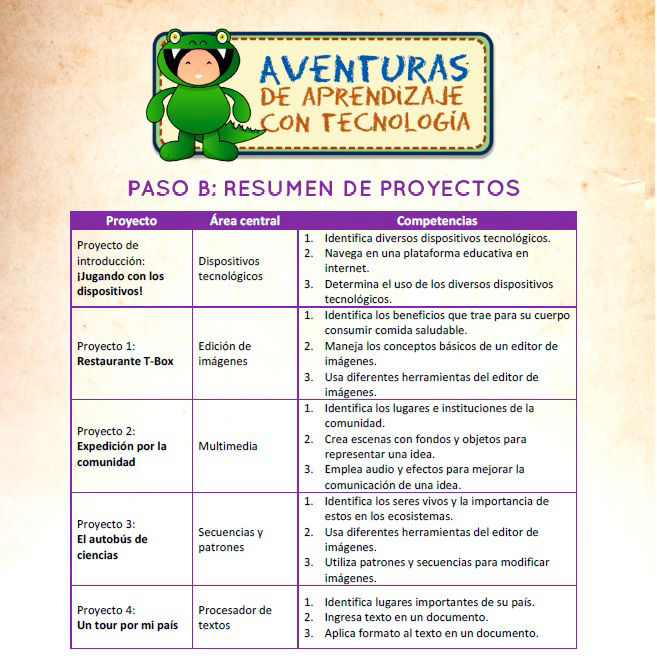 AVENTURAS
DE APRENDIZAJE
CON TECNOLOGÍA
PASO B: RESUMEN DE PROYECTOS
Proyecto Área central Competencias
Proyecto de
introducción:
¡Jugando con los
dispositivos!
Dispositivos
tecnológicos
1. Identifica diversos dispositivos tecnológicos.
2. Navega en una plataforma educativa en
internet.
3. Determina el uso de los diversos dispositivos
tecnológicos.
Proyecto 1:
Restaurante T-Box
Edición de
imágenes
1. Identifica los beneficios que trae para su cuerpo
consumir comida saludable.
2. Maneja los conceptos básicos de un editor de
imágenes.
3. Usa diferentes herramientas del editor de
imágenes.
Proyecto 2:
Expedición por la
comunidad
Multimedia
1. Identifica los lugares e instituciones de la
comunidad.
2. Crea escenas con fondos y objetos para
representar una idea.
3. Emplea audio y efectos para mejorar la
comunicación de una idea.
Proyecto 3:
El autobús de
ciencias
Secuencias y
patrones
1. Identifica los seres vivos y la importancia de
estos en los ecosistemas.
2. Usa diferentes herramientas del editor de
imágenes.
3. Utiliza patrones y secuencias para modificar
imágenes.
Proyecto 4:
Un tour por mi país
Procesador de
textos
1. Identifica lugares importantes de su país.
2. Ingresa texto en un documento.
3. Aplica formato al texto en un documento.